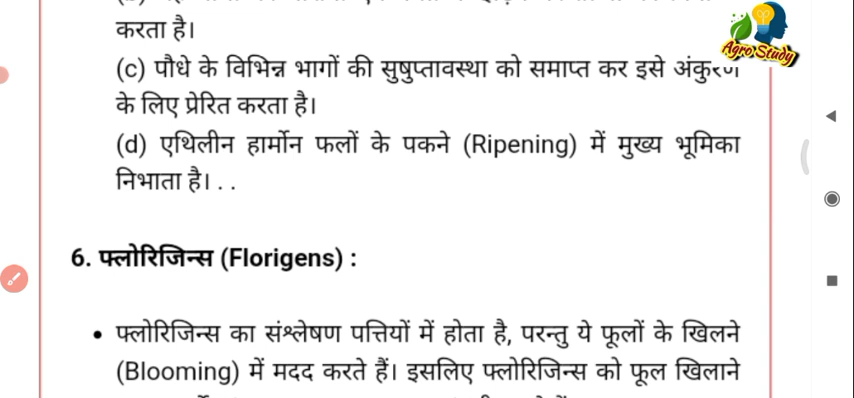 करता है।
Agro Study
(c) पौधे के विभिन्न भागों की सुषुप्तावस्था को समाप्त कर इसे अंकुरण
के लिए प्रेरित करता है।
(d) एथिलीन हार्मोन फलों के पकने (Ripening) में मुख्य भूमिका
निभाता है। . .
6. फ्लोरिजिन्स (Florigens) :
• फ्लोरिजिन्स का संश्लेषण पत्तियों में होता है, परन्तु ये फूलों के खिलने
(Blooming) में मदद करते हैं। इसलिए फ्लोरिजिन्स को फूल खिलाने